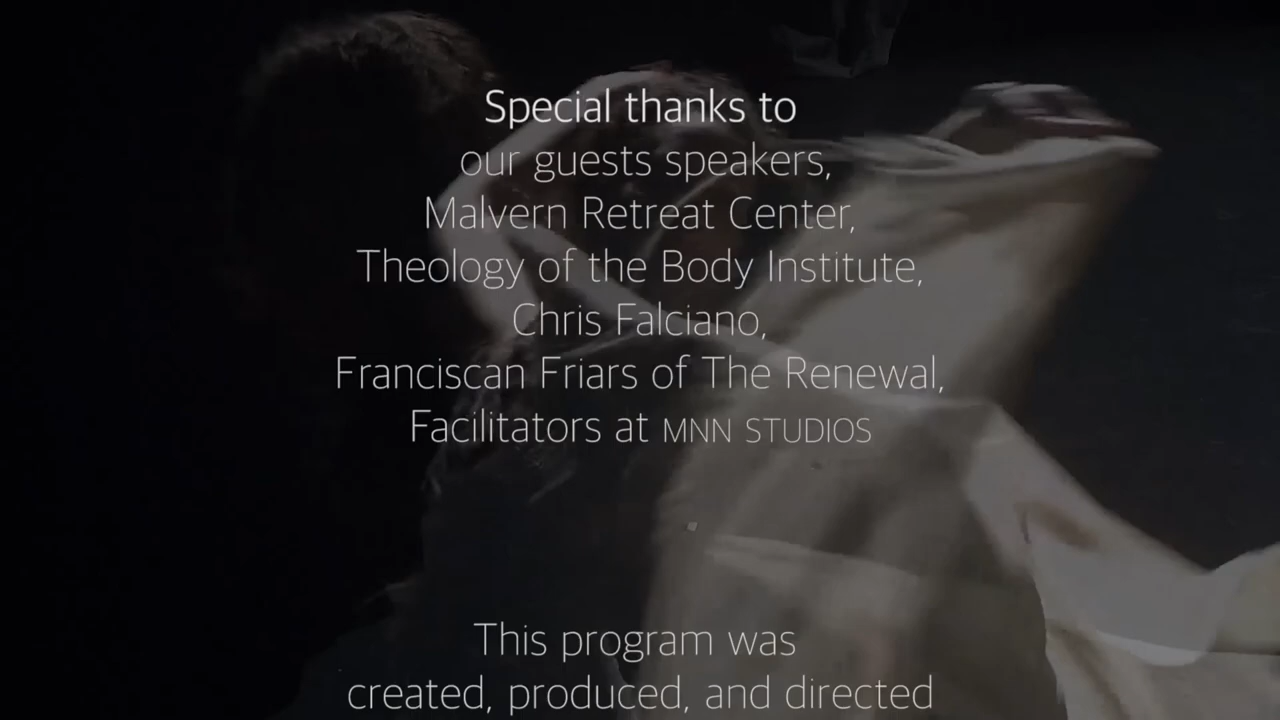 Special thanks to
our guests speakers,
Malvern Retreat Center,
Theology of the Body Institute,
Chris Falciano,
Franciscan Friars of The Renewal,
Facilitators at MNN STUDIOS
This program was
created, produced, and directed